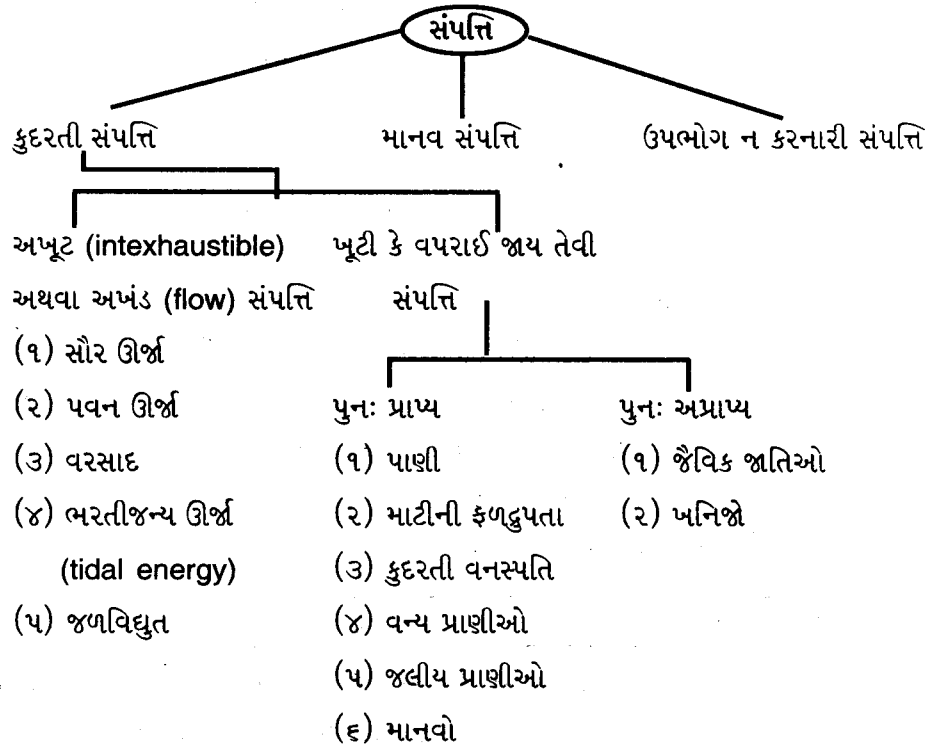 સંપત્તિ
કુદરતી સંપત્તિ
માનવ સંપત્તિ
ઉપભોગ ન કરનારી સંપત્તિ
અખૂટ (intexhaustible)
અથવા અખંડ (flow) સંપત્તિ
(૧) સૌર ઊર્જા
(૨) પવન ઊર્જા
(૩) વરસાદ
(૪) ભરતીજન્ય ઊર્જા
(tidal energy)
(૫) જળવિદ્યુત
ખૂટી કે વપરાઈ જાય તેવી
સંપત્તિ
પુનઃ પ્રાપ્ય
(૧) પાણી
(૨) માટીની ફળદ્રુપતા
(૩) કુદરતી વનસ્પતિ
(૪) વન્ય પ્રાણીઓ
(૫) જલીય પ્રાણીઓ
(૬) માનવો
પુનઃ અપ્રાપ્ય
(૧) જૈવિક જાતિઓ
(૨) ખનિજો